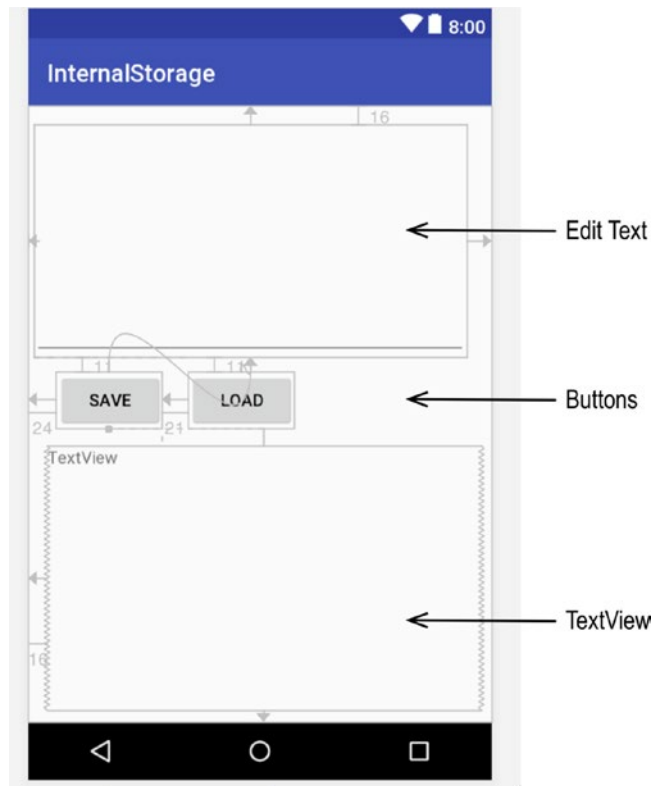 8:00
InternalStorage
16
Edit Text
11
11
SAVE
LOAD
Buttons
24
21
TextView
TextView
16